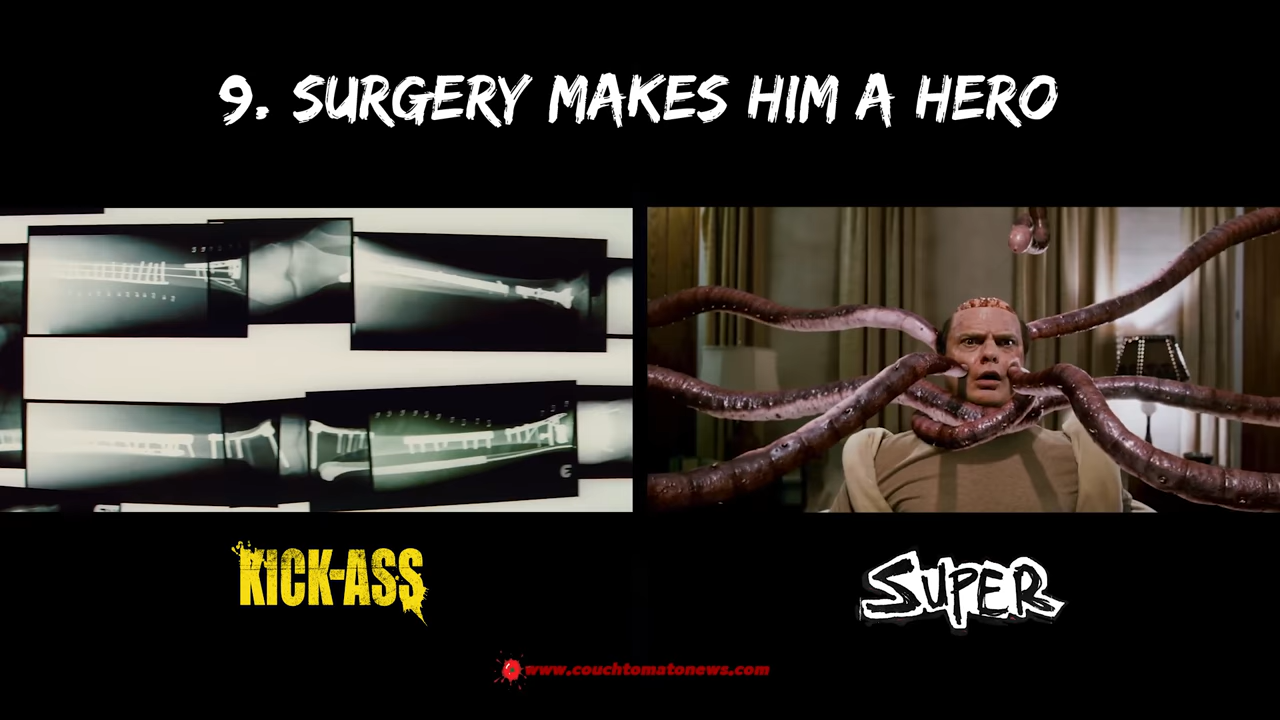 9. SURGERY MAKES HIM A HERO
KICK-ASS
SUPER
www.couchtomatonews.com